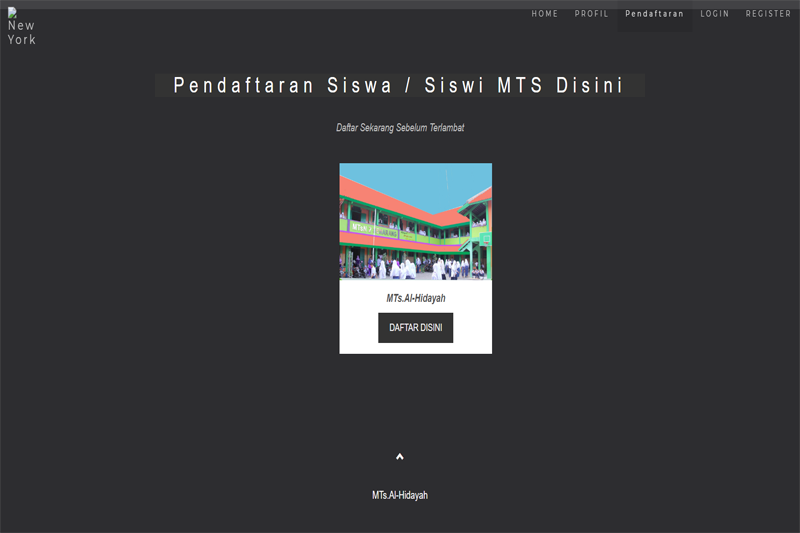 New
York
HOME PROFIL Pendaftaran LOGIN REGISTER
Pendaftaran Siswa / Siswi MTS Disini
Daftar Sekarang Sebelum Terlambat
MTs.Al-Hidayah
DAFTAR DISINI
MTs.Al-Hidayah